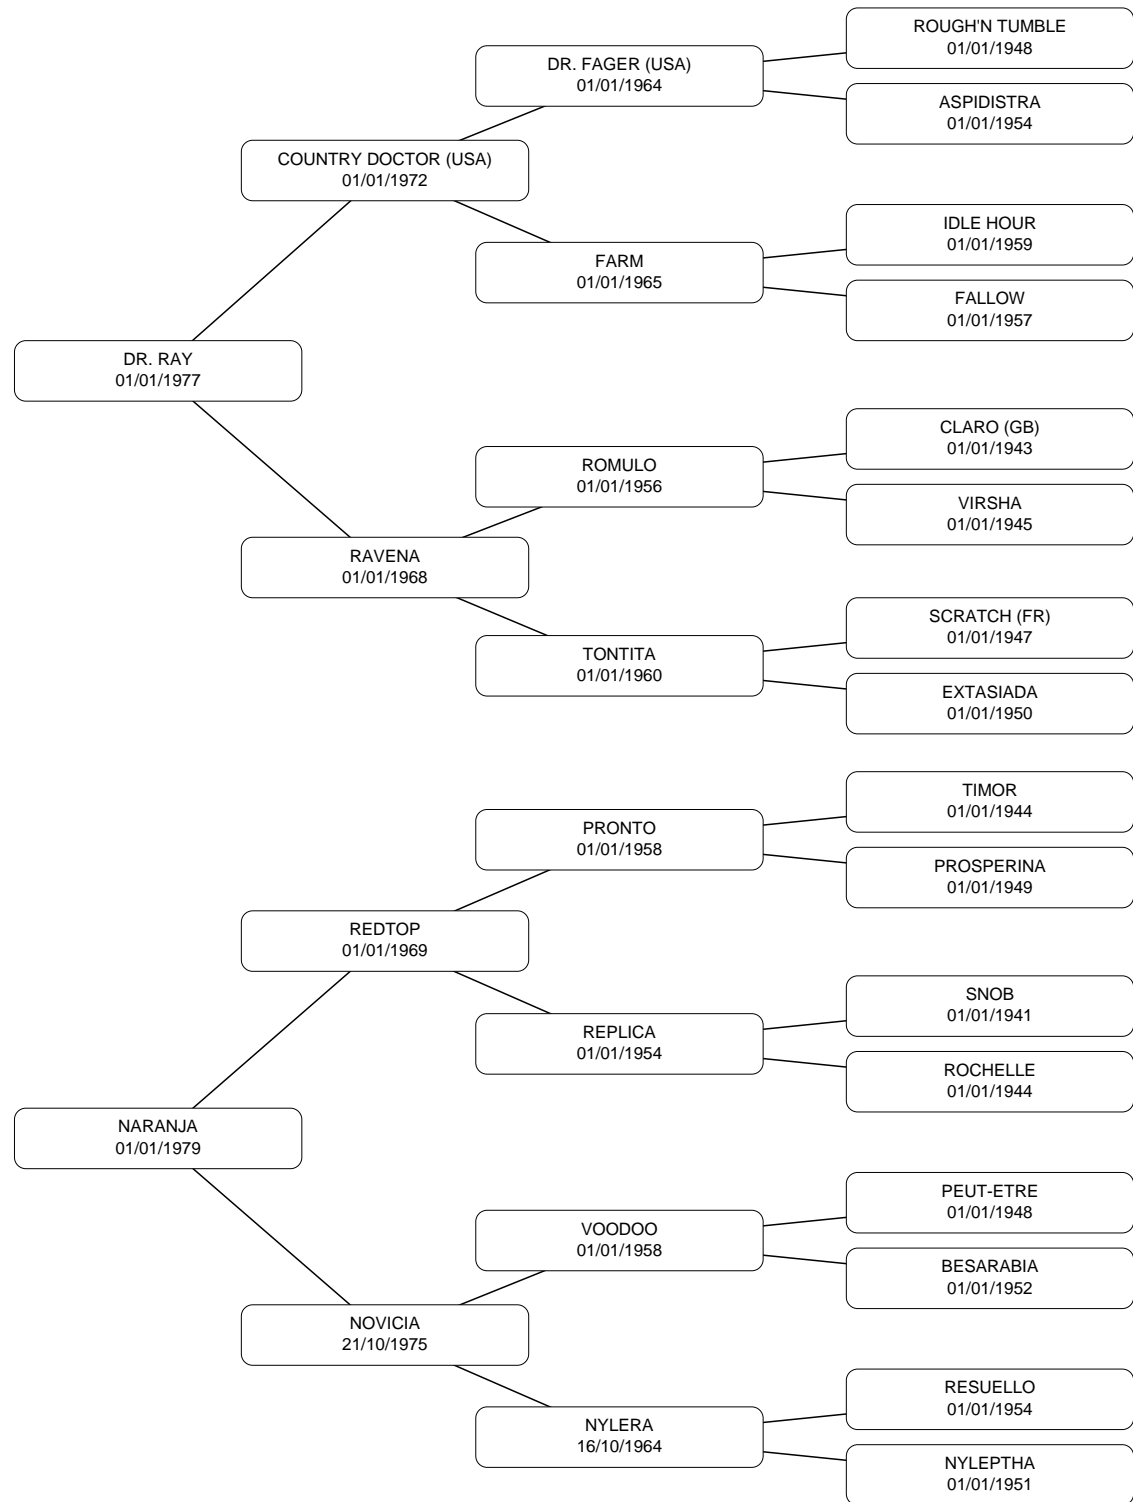 ROUGH'N TUMBLE
01/01/1948
DR. FAGER (USA)
01/01/1964
ASPIDISTRA
01/01/1954
COUNTRY DOCTOR (USA)
01/01/1972
IDLE HOUR
01/01/1959
FARM
01/01/1965
FALLOW
01/01/1957
DR. RAY
01/01/1977
CLARO (GB)
01/01/1943
ROMULO
01/01/1956
VIRSHA
01/01/1945
RAVENA
01/01/1968
SCRATCH (FR)
01/01/1947
TONTITA
01/01/1960
EXTASIADA
01/01/1950
TIMOR
01/01/1944
PRONTO
01/01/1958
PROSPERINA
01/01/1949
REDTOP
01/01/1969
SNOB
01/01/1941
REPLICA
01/01/1954
ROCHELLE
01/01/1944
NARANJA
01/01/1979
PEUT-ETRE
01/01/1948
VOODOO
01/01/1958
BESARABIA
01/01/1952
NOVICIA
21/10/1975
RESUELLO
01/01/1954
NYLERA
16/10/1964
NYLEPTHA
01/01/1951